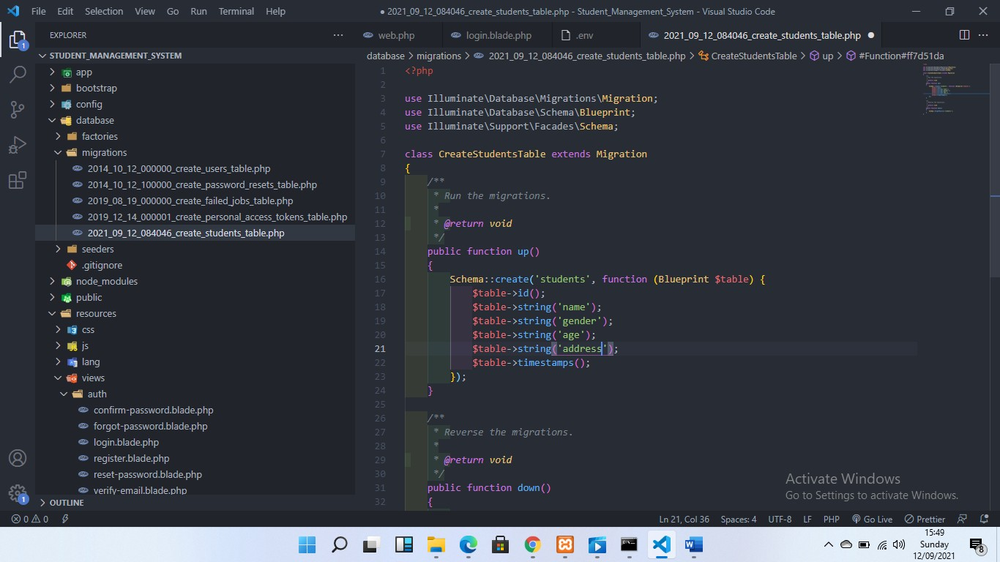 File Edit Selection View Go Run Terminal Help
● 2021_09_12_084046_create_students_table.php - Student_Management_System - Visual Studio Code
EXPLORER
web.php login.blade.php .env 2021_09_12_084046_create_students_table.php
STUDENT_MANAGEMENT_SYSTEM
app
bootstrap
config
database
factories
migrations
2014_10_12_000000_create_users_table.php
2014_10_12_100000_create_password_resets_table.php
2019_08_19_000000_create_failed_jobs_table.php
2019_12_14_000001_create_personal_access_tokens_table.php
2021_09_12_084046_create_students_table.php
seeders
.gitignore
node_modules
public
resources
css
js
lang
views
auth
confirm-password.blade.php
forgot-password.blade.php
login.blade.php
register.blade.php
reset-password.blade.php
verify-email.blade.php
OUTLINE
1
1
database > migrations > 2021_09_12_084046_create_students_table.php > CreateStudentsTable > up > #Function#ff7d51da
1 <?php
2
3 use Illuminate\Database\Migrations\Migration;
4 use Illuminate\Database\Schema\Blueprint;
5 use Illuminate\Support\Facades\Schema;
6
7 class CreateStudentsTable extends Migration
8 {
9 /**
10 * Run the migrations.
11 *
12 * @return void
13 */
14 public function up()
15 {
16 Schema::create('students', function (Blueprint $table) {
17 $table->id();
18 $table->string('name');
19 $table->string('gender');
20 $table->string('age');
21 $table->string('address');
22 $table->timestamps();
23 });
24 }
25
26 /**
27 * Reverse the migrations.
28 *
29 * @return void
30 */
31 public function down()
32 {
Activate Windows
Go to Settings to activate Windows.
0 0 Ln 21, Col 36 Spaces: 4 UTF-8 LF PHP Go Live Prettier
15:49
Sunday
12/09/2021
8